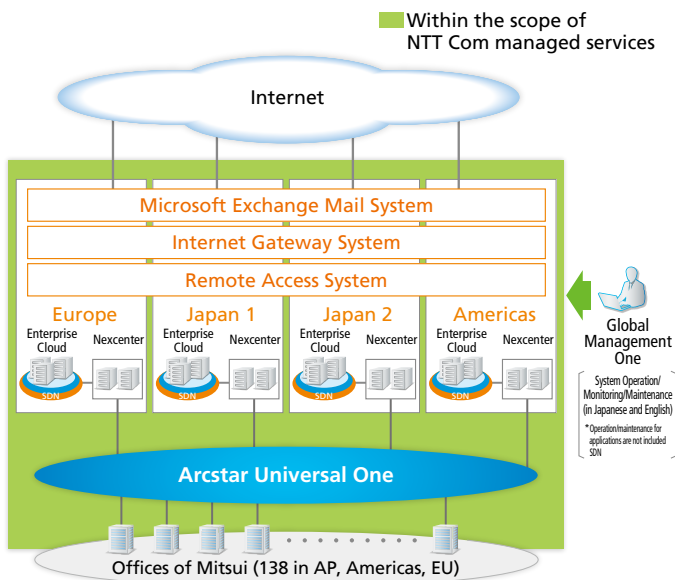 Within the scope of
NTT Com managed services
Internet
Microsoft Exchange Mail System
Internet Gateway System
Remote Access System
Europe
Japan 1
Japan 2
Americas
Enterprise
Cloud
Nexcenter
SDN
Enterprise
Cloud
Nexcenter
SDN
Enterprise
Cloud
Nexcenter
SDN
Enterprise
Cloud
Nexcenter
SDN
Global
Management
One
System Operation/
Monitoring/Maintenance
(in Japanese and English)
*Operation/maintenance for
applications are not included
SDN
Arcstar Universal One
Offices of Mitsui (138 in AP, Americas, EU)